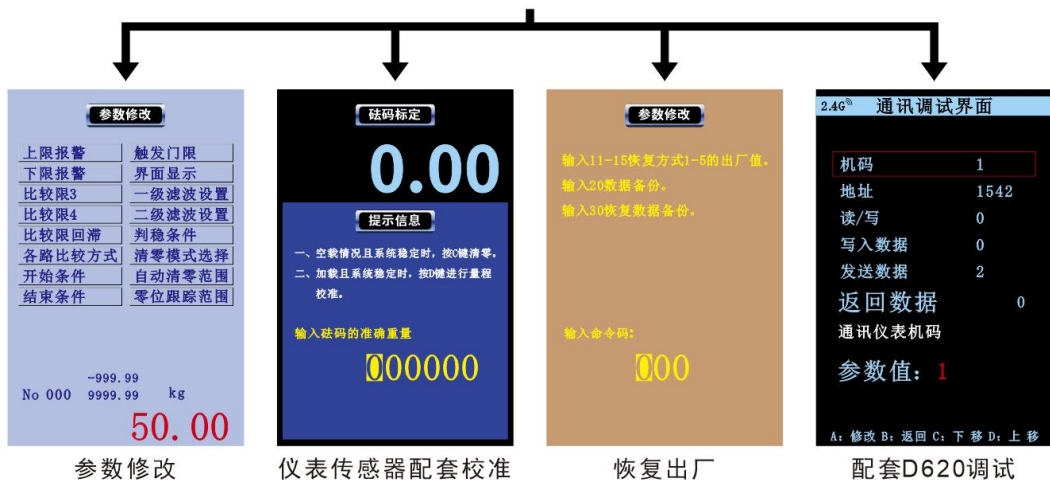 参数修改
上限报警 触发门限
下限报警 界面显示
比较限3 一级滤波设置
比较限4 二级滤波设置
比较限回滞 判稳条件
各路比较方式 清零模式选择
开始条件 自动清零范围
结束条件 零位跟踪范围
-999.99
No 000 9999.99 kg
50.00
参数修改
砝码标定
0.00
提示信息
一、空载情况且系统稳定时，按C键清零。
二、加载且系统稳定时，按D键进行量程
校准。
输入砝码的准确重量
000000
仪表传感器配套校准
参数修改
输入11-15恢复方式1-5的出厂值。
输入20数据备份。
输入30恢复数据备份。
输入命令码:
000
恢复出厂
2.4G 通讯调试界面
机码 1
地址 1542
读/写 0
写入数据 0
发送数据 2
返回数据 0
通讯仪表机码
参数值: 1
A: 修改 B: 返回 C: 下移 D: 上移
配套D620调试